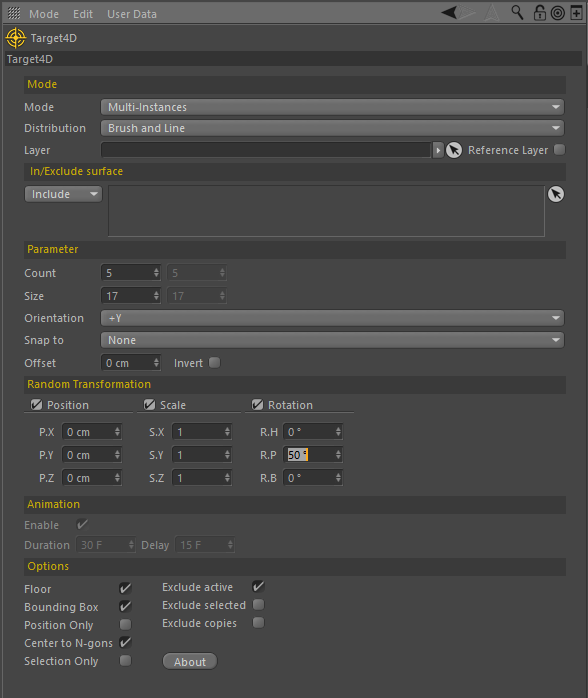 Mode Edit User Data
Target4D
Target4D
Mode
Mode Multi-Instances
Distribution Brush and Line
Layer Reference Layer
In/Exclude surface
Include
Parameter
Count 5 5
Size 17 17
Orientation +Y
Snap to None
Offset 0 cm Invert
Random Transformation
Position Scale Rotation
P.X 0 cm S.X 1 R.H 0 °
P.Y 0 cm S.Y 1 R.P 50 °
P.Z 0 cm S.Z 1 R.B 0 °
Animation
Enable
Duration 30 F Delay 15 F
Options
Floor Exclude active
Bounding Box Exclude selected
Position Only Exclude copies
Center to N-gons
Selection Only About